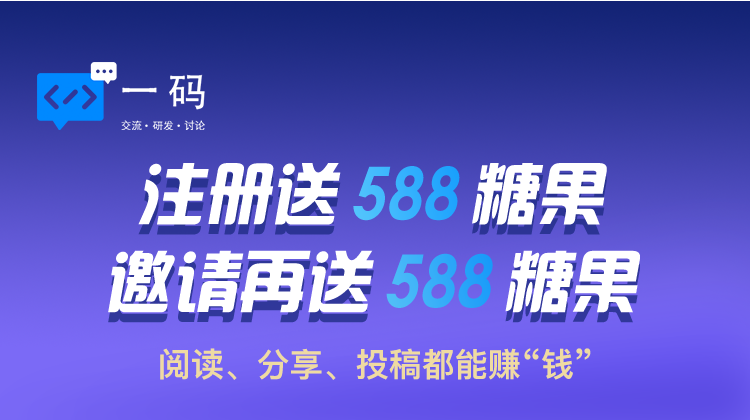 一码
交流·研发·讨论
注册送 588 糖果
邀请再送 588 糖果
阅读、分享、投稿都能赚“钱”